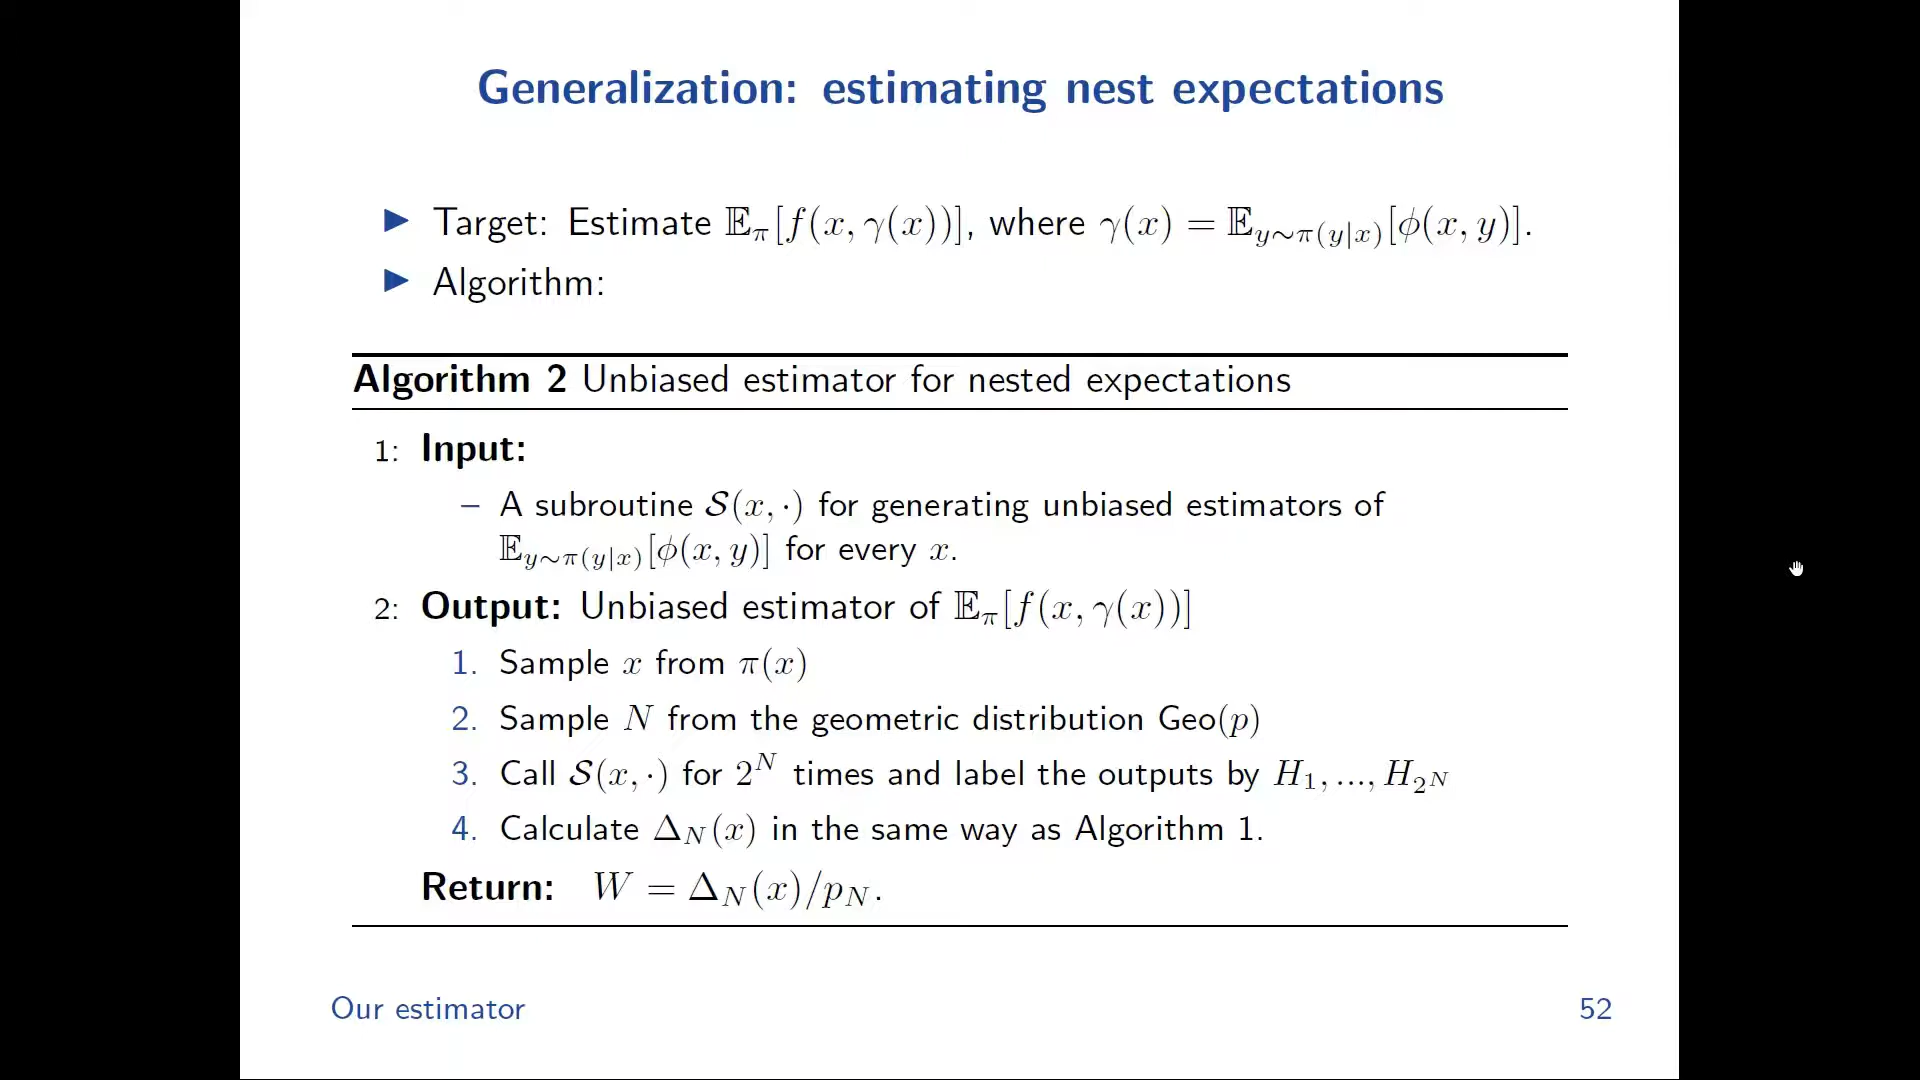 Generalization: estimating nest expectations
▶ Target: Estimate 𝔼_π[f(x, γ(x))], where γ(x) = 𝔼_{y∼π(y|x)}[ϕ(x, y)].
▶ Algorithm:
Algorithm 2 Unbiased estimator for nested expectations
1: Input:
– A subroutine 𝒮(x, ·) for generating unbiased estimators of
𝔼_{y∼π(y|x)}[ϕ(x, y)] for every x.
2: Output: Unbiased estimator of 𝔼_π[f(x, γ(x))]
1. Sample x from π(x)
2. Sample N from the geometric distribution Geo(p)
3. Call 𝒮(x, ·) for 2^N times and label the outputs by H_1, ..., H_{2^N}
4. Calculate Δ_N(x) in the same way as Algorithm 1.
Return: W = Δ_N(x)/p_N.
Our estimator
52